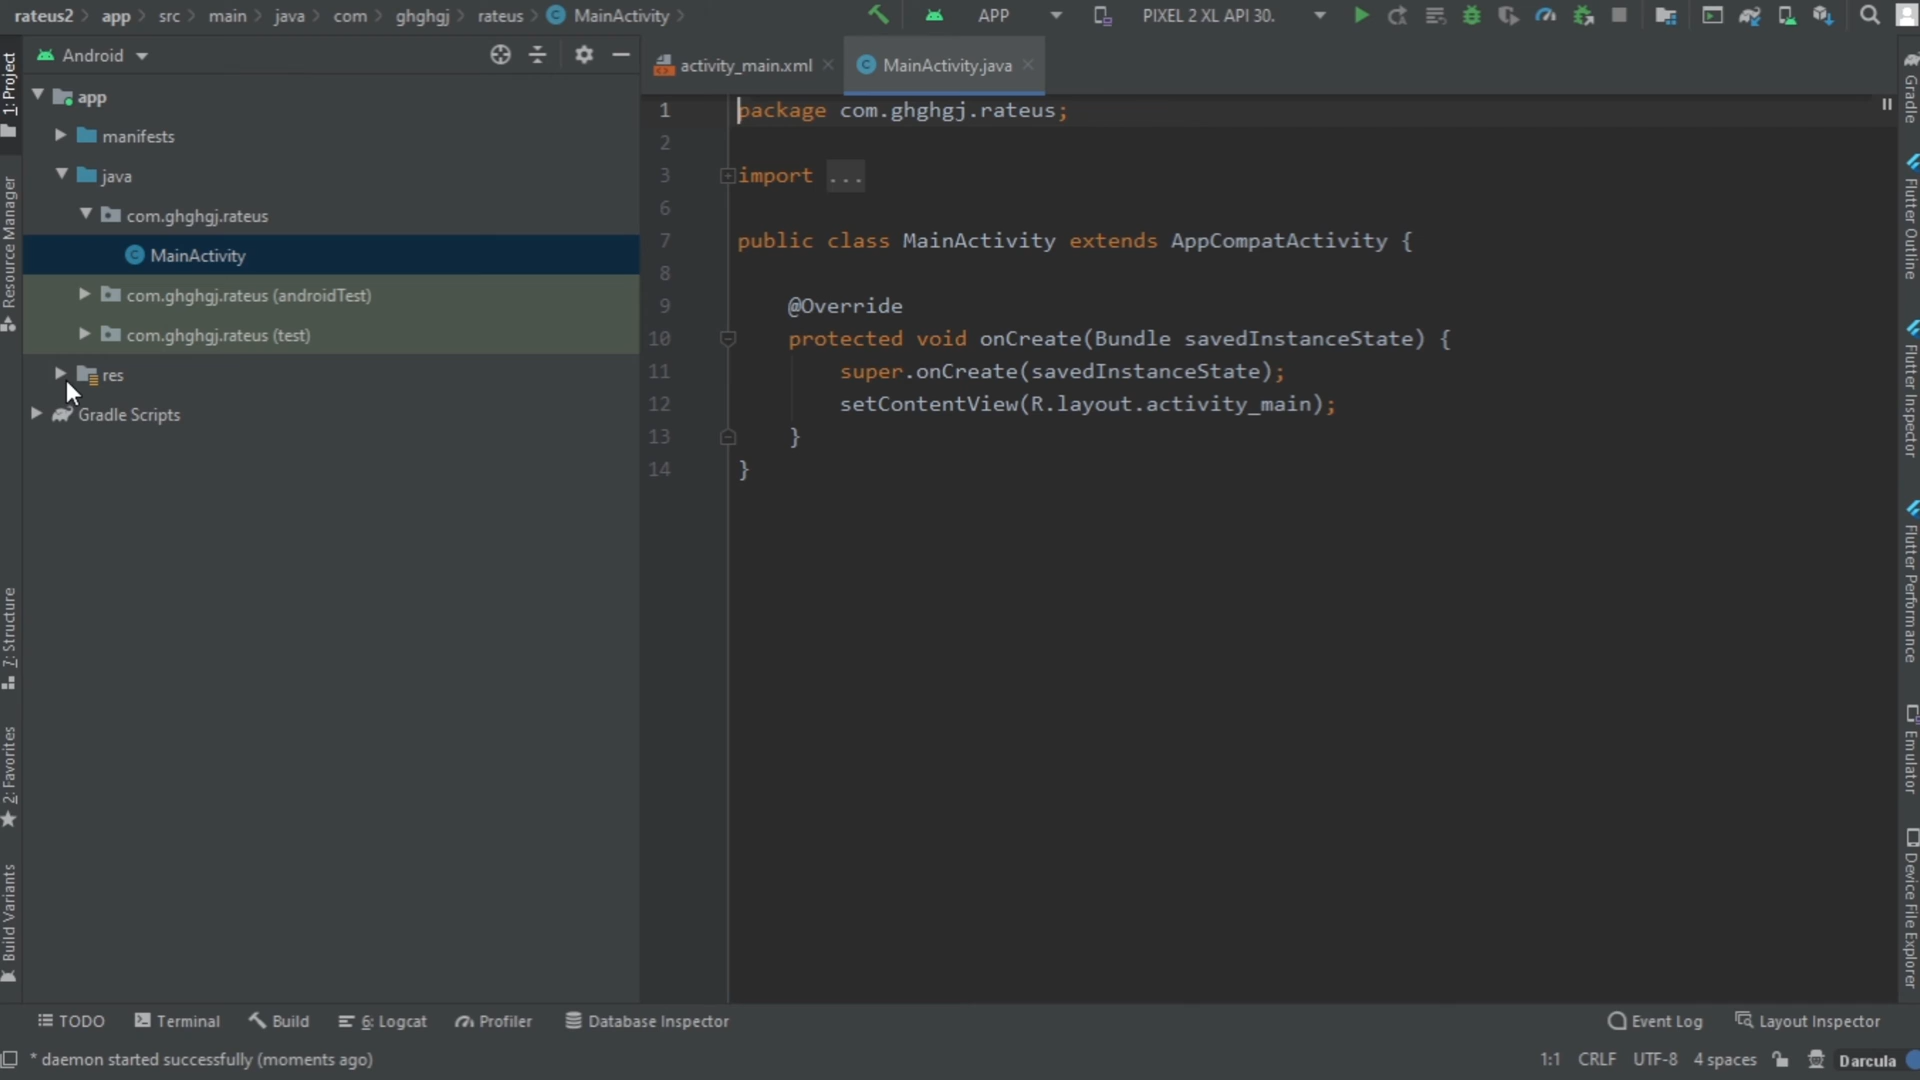 rateus2 app src main java com ghghgj rateus MainActivity APP PIXEL 2 XL API 30.
Android
app
manifests
java
com.ghghgj.rateus
MainActivity
com.ghghgj.rateus (androidTest)
com.ghghgj.rateus (test)
res
Gradle Scripts
1: Project
Resource Manager
7: Structure
2: Favorites
Build Variants
activity_main.xml MainActivity.java
1 package com.ghghgj.rateus;
2
3 import ...
6
7 public class MainActivity extends AppCompatActivity {
8
9 @Override
10 protected void onCreate(Bundle savedInstanceState) {
11 super.onCreate(savedInstanceState);
12 setContentView(R.layout.activity_main);
13 }
14 }
Gradle
Flutter Outline
Flutter Inspector
Flutter Performance
Emulator
Device File Explorer
TODO Terminal Build 6: Logcat Profiler Database Inspector Event Log Layout Inspector
* daemon started successfully (moments ago) 1:1 CRLF UTF-8 4 spaces Darcula